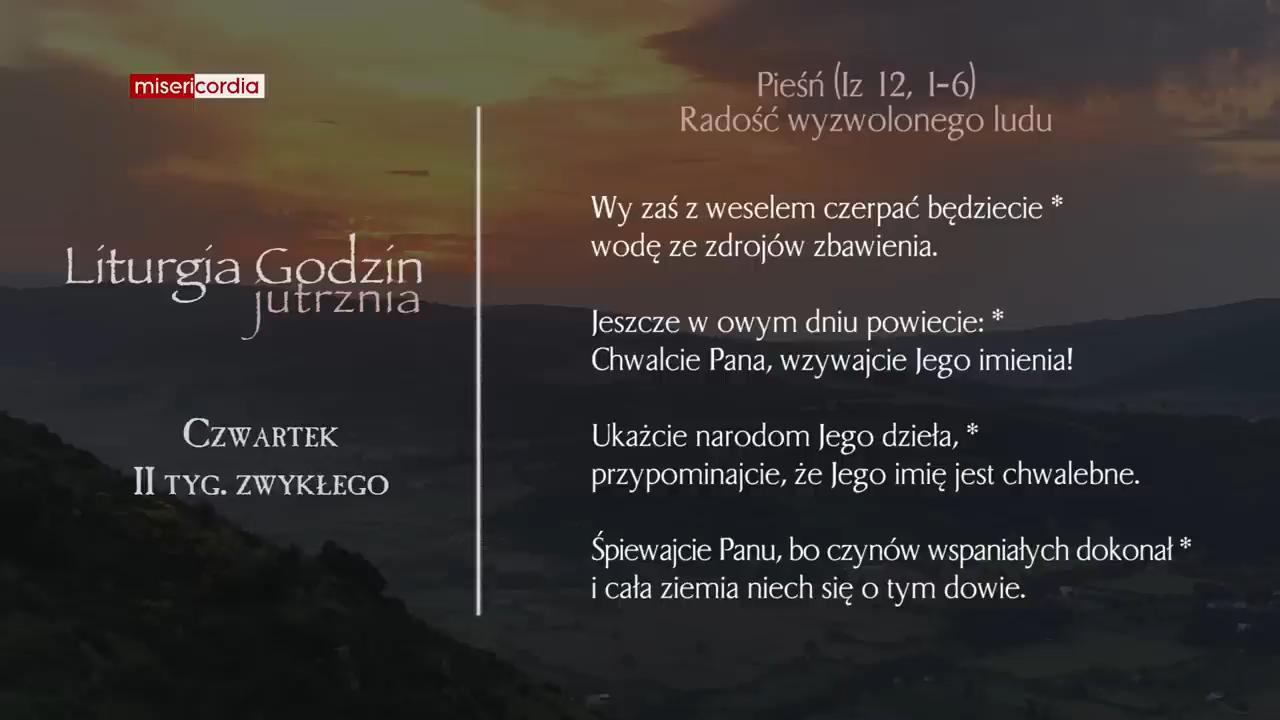 misericordia
Liturgia Godzin
jutrznia
Czwartek
II tyg. zwykłego
Pieśń (Iz 12, 1-6)
Radość wyzwolonego ludu
Wy zaś z weselem czerpać będziecie *
wodę ze zdrojów zbawienia.
Jeszcze w owym dniu powiecie: *
Chwalcie Pana, wzywajcie Jego imienia!
Ukażcie narodom Jego dzieła, *
przypominajcie, że Jego imię jest chwalebne.
Śpiewajcie Panu, bo czynów wspaniałych dokonał *
i cała ziemia niech się o tym dowie.